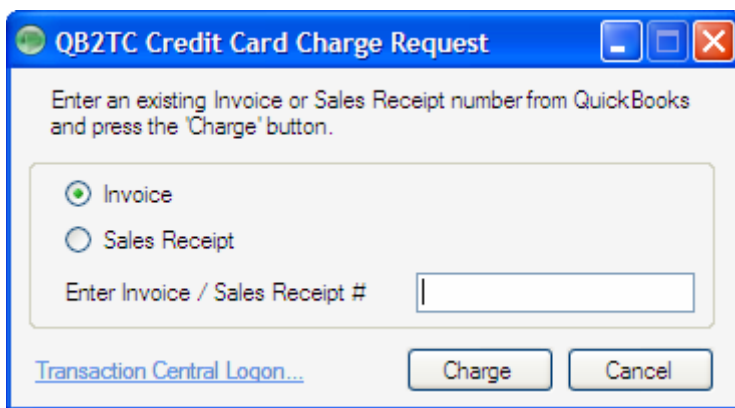 QB2TC Credit Card Charge Request
Enter an existing Invoice or Sales Receipt number from QuickBooks
and press the 'Charge' button.
Invoice
Sales Receipt
Enter Invoice / Sales Receipt #
Transaction Central Logon...
Charge
Cancel